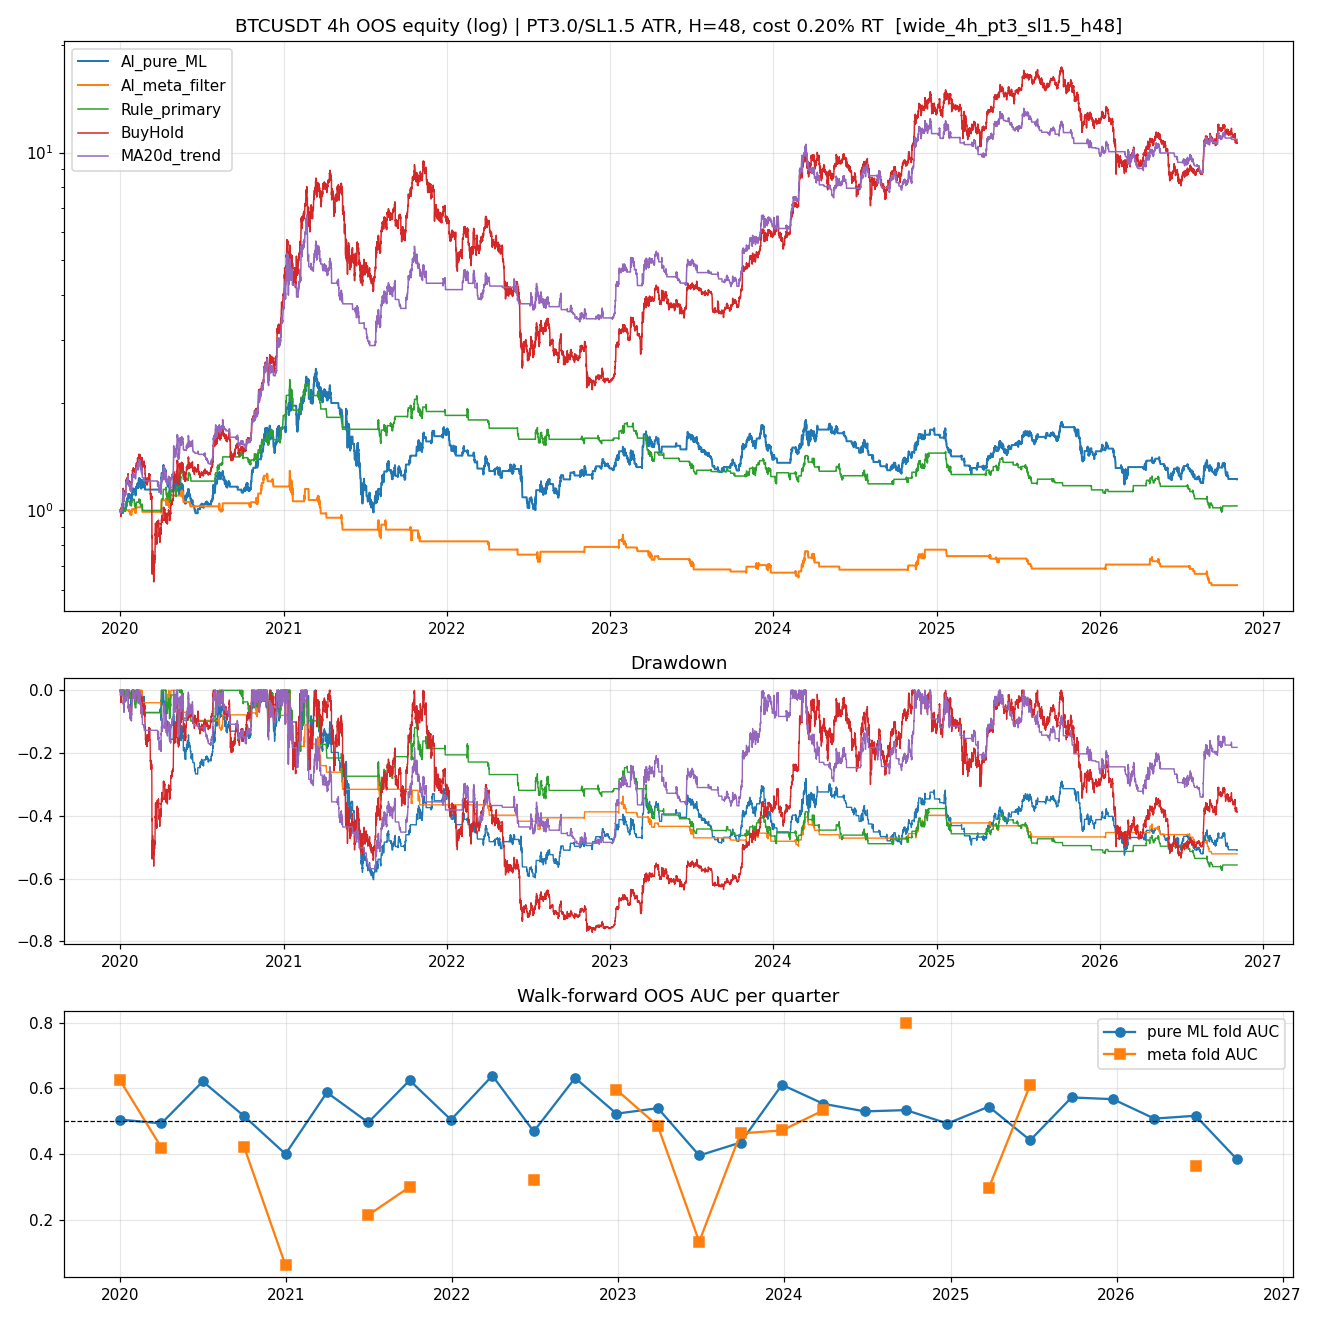 BTCUSDT 4h OOS equity (log) | PT3.0/SL1.5 ATR, H=48, cost 0.20% RT  [wide_4h_pt3_sl1.5_h48]
AI_pure_ML
AI_meta_filter
Rule_primary
BuyHold
MA20d_trend
10¹
10⁰
2020 2021 2022 2023 2024 2025 2026 2027
Drawdown
0.0
−0.2
−0.4
−0.6
−0.8
2020 2021 2022 2023 2024 2025 2026 2027
Walk-forward OOS AUC per quarter
pure ML fold AUC
meta fold AUC
0.8
0.6
0.4
0.2
2020 2021 2022 2023 2024 2025 2026 2027